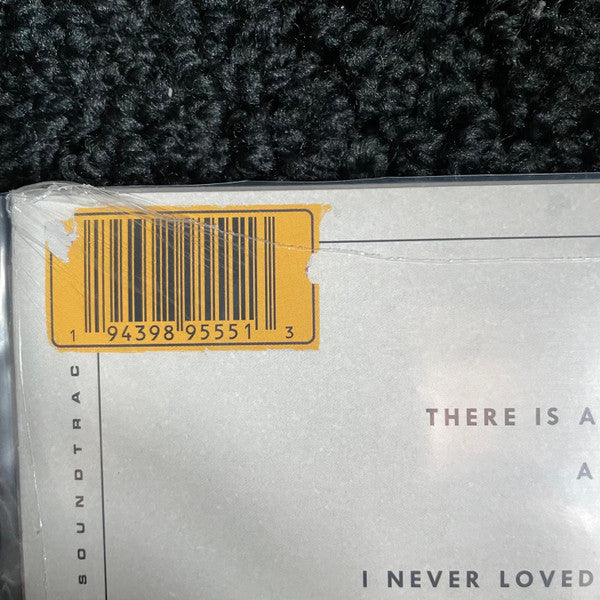 1 94398 95551 3
SOUNDTRAC
THERE IS A
A
I NEVER LOVED